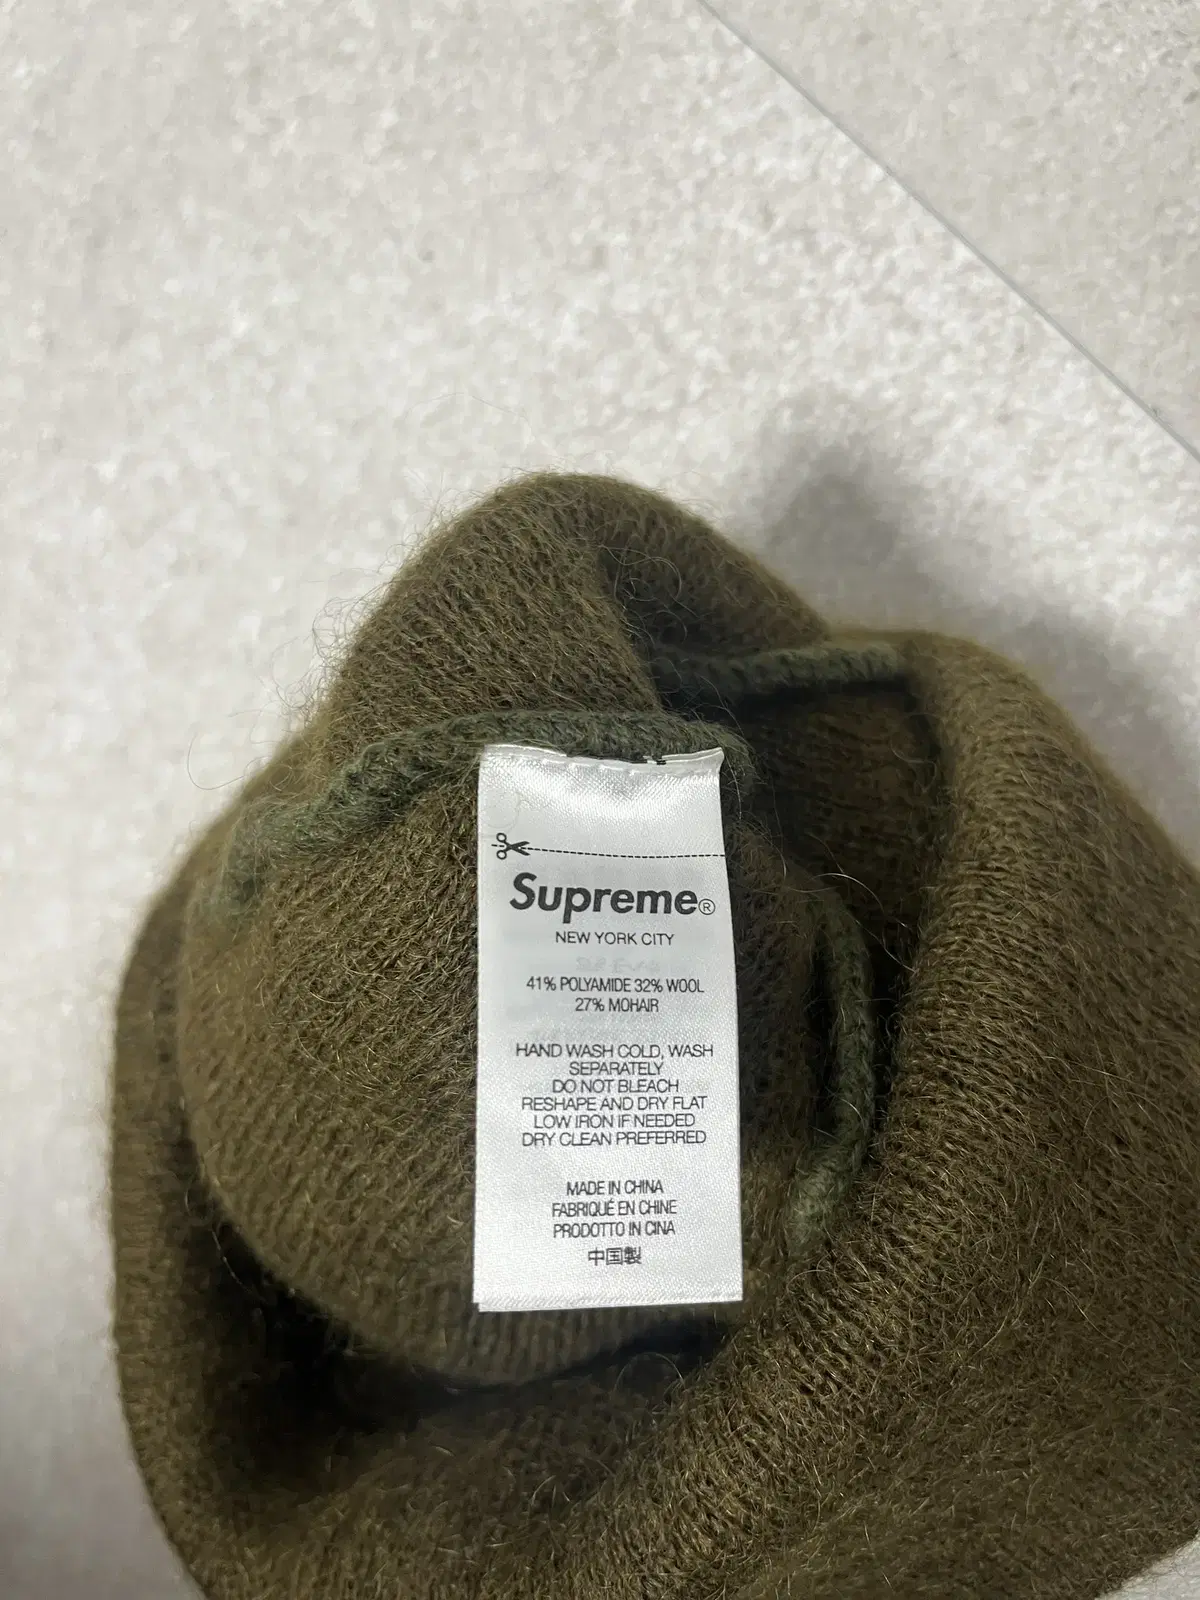 Supreme®
NEW YORK CITY
41% POLYAMIDE 32% WOOL
27% MOHAIR
HAND WASH COLD, WASH
SEPARATELY
DO NOT BLEACH
RESHAPE AND DRY FLAT
LOW IRON IF NEEDED
DRY CLEAN PREFERRED
MADE IN CHINA
FABRIQUÉ EN CHINE
PRODOTTO IN CINA
中国製